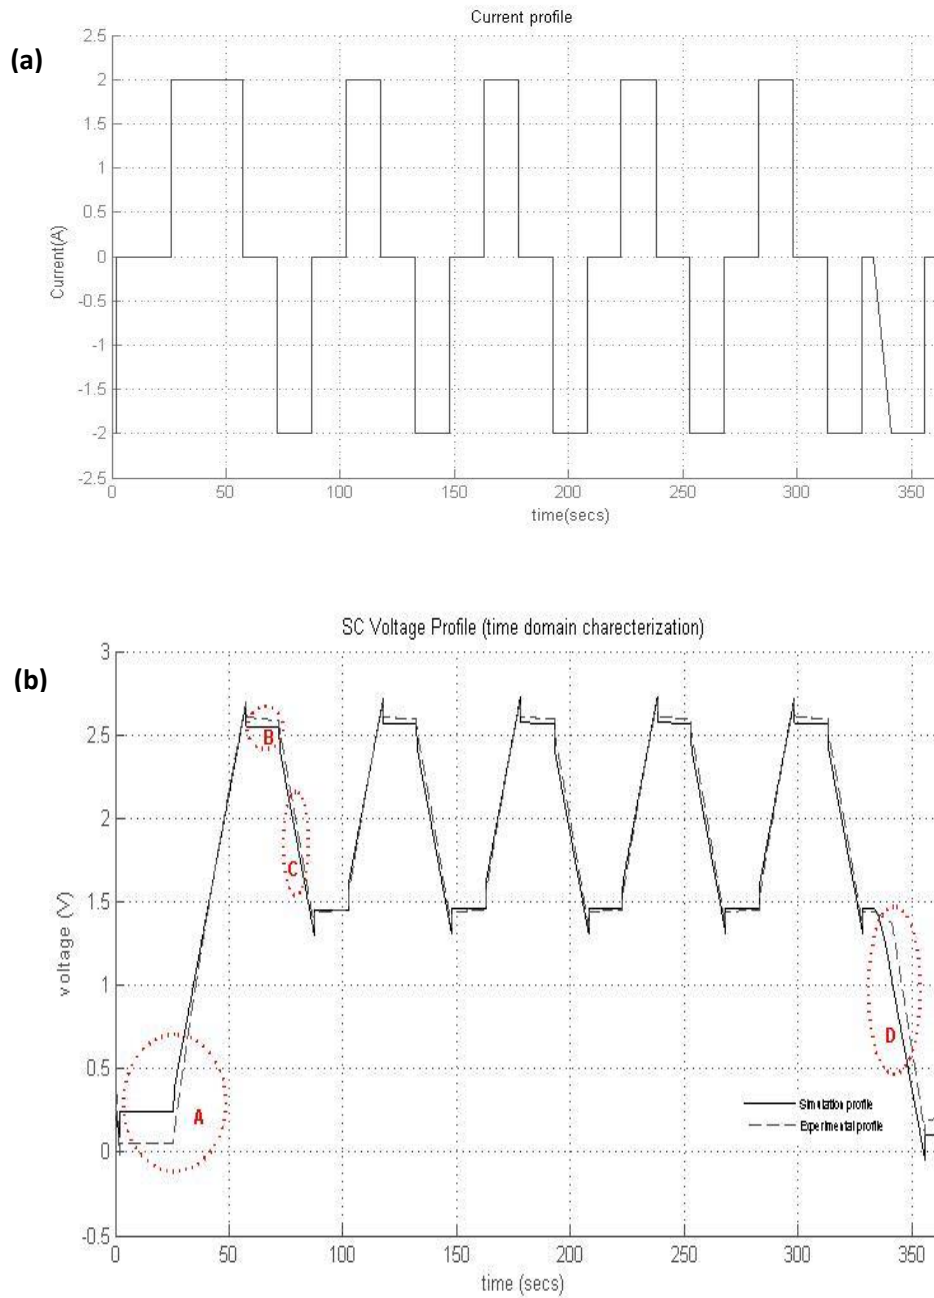 Current profile
(a)
2.5
2
1.5
1
0.5
0
-0.5
-1
-1.5
-2
-2.5
Current(A)
0 50 100 150 200 250 300 350
time(secs)
SC Voltage Profile (time domain charecterization)
(b)
3
2.5
2
1.5
1
0.5
0
-0.5
voltage (V)
B
C
A
D
Simulation profile
Experimental profile
0 50 100 150 200 250 300 350
time (secs)